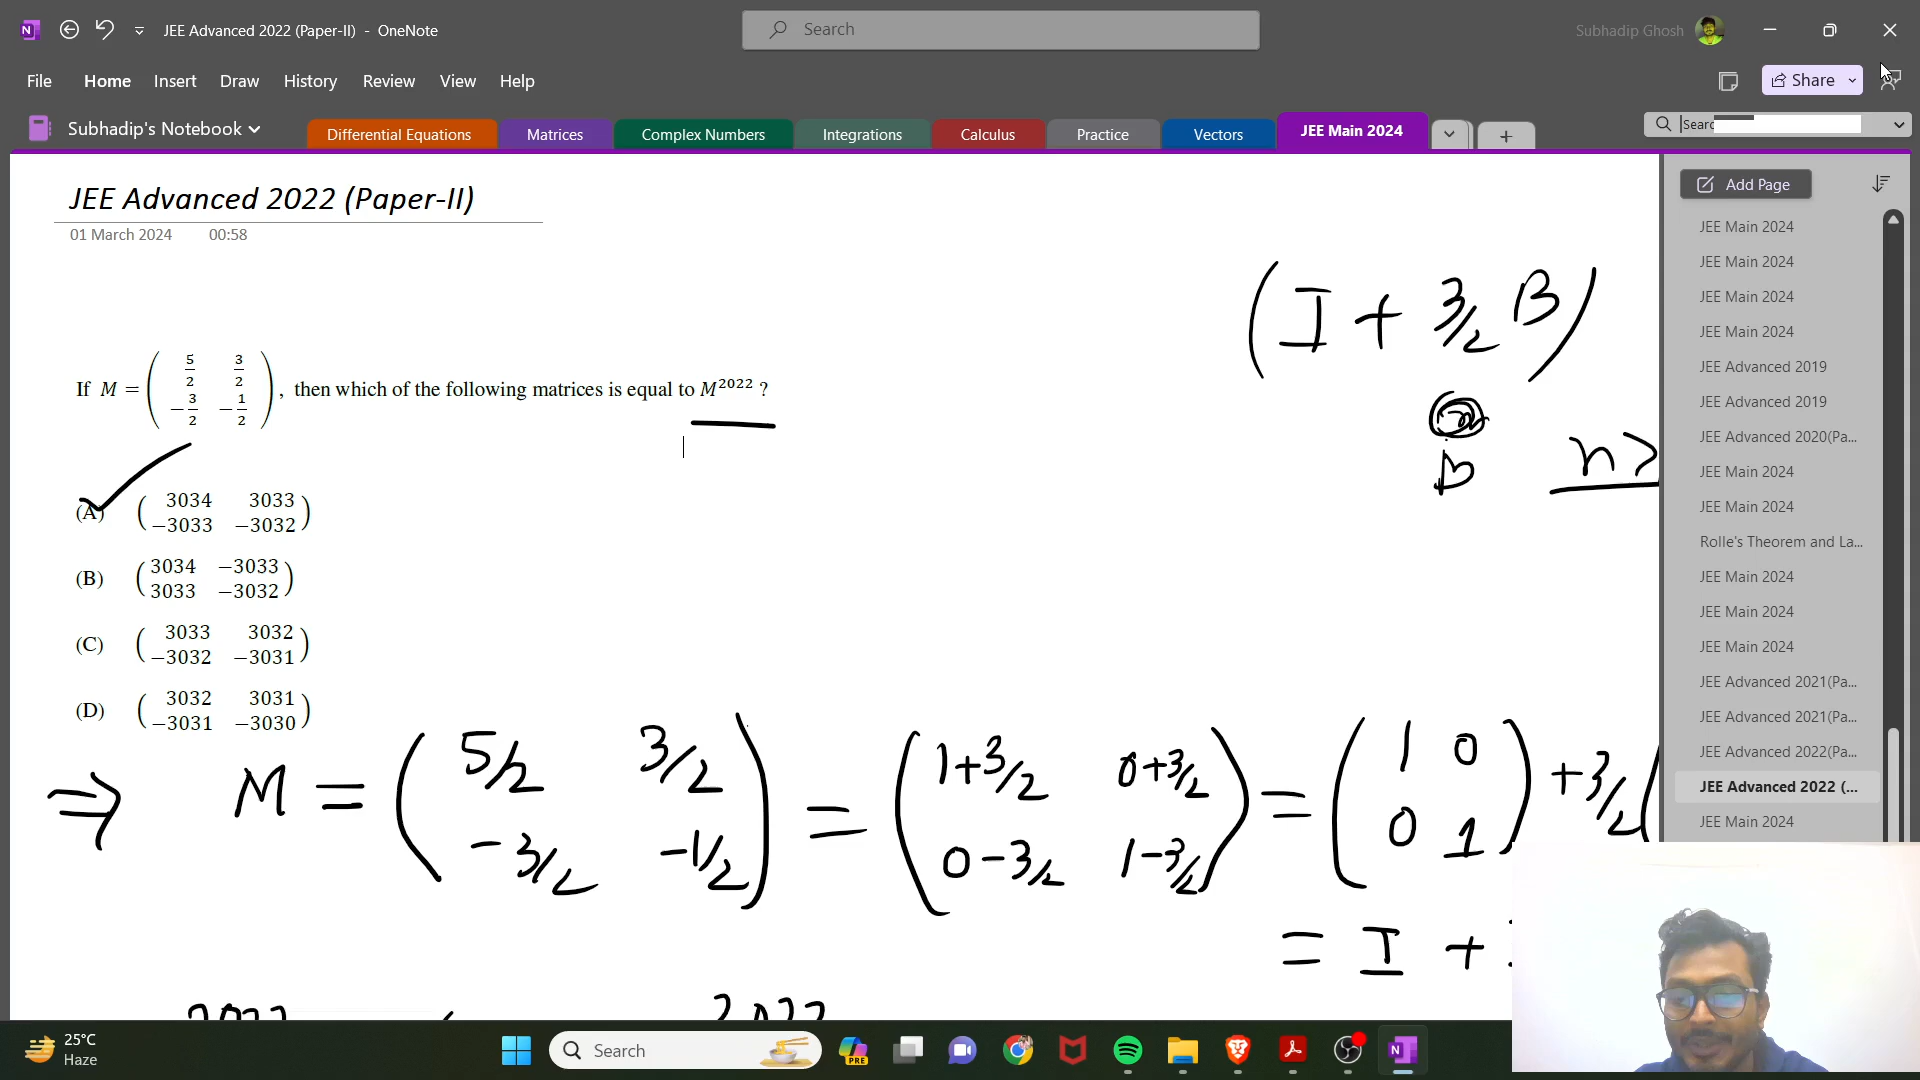 JEE Advanced 2022 (Paper-II) - OneNote
Search
Subhadip Ghosh
File Home Insert Draw History Review View Help
Share
Subhadip's Notebook
Differential Equations Matrices Complex Numbers Integrations Calculus Practice Vectors JEE Main 2024 +
JEE Advanced 2022 (Paper-II)
01 March 2024 00:58
Add Page
JEE Main 2024
JEE Main 2024
JEE Main 2024
JEE Main 2024
JEE Advanced 2019
JEE Advanced 2019
JEE Advanced 2020(Pa...
JEE Main 2024
JEE Main 2024
Rolle's Theorem and La...
JEE Main 2024
JEE Main 2024
JEE Main 2024
JEE Advanced 2021(Pa...
JEE Advanced 2021(Pa...
JEE Advanced 2022(Pa...
JEE Advanced 2022 (...
JEE Main 2024
(I + 3/2 B)
n>
If M = ( 5/2 3/2
-3/2 -1/2 ), then which of the following matrices is equal to M^2022 ?
(A) ( 3034 3033
−3033 −3032 )
(B) ( 3034 −3033
3033 −3032 )
(C) ( 3033 3032
−3032 −3031 )
(D) ( 3032 3031
−3031 −3030 )
⇒ M = ( 5/2 3/2
-3/2 -1/2 ) = ( 1+3/2 0+3/2
0-3/2 1-3/2 ) = ( 1 0
0 1 ) + 3/2 (
= I +
25°C
Haze
Search
PRE